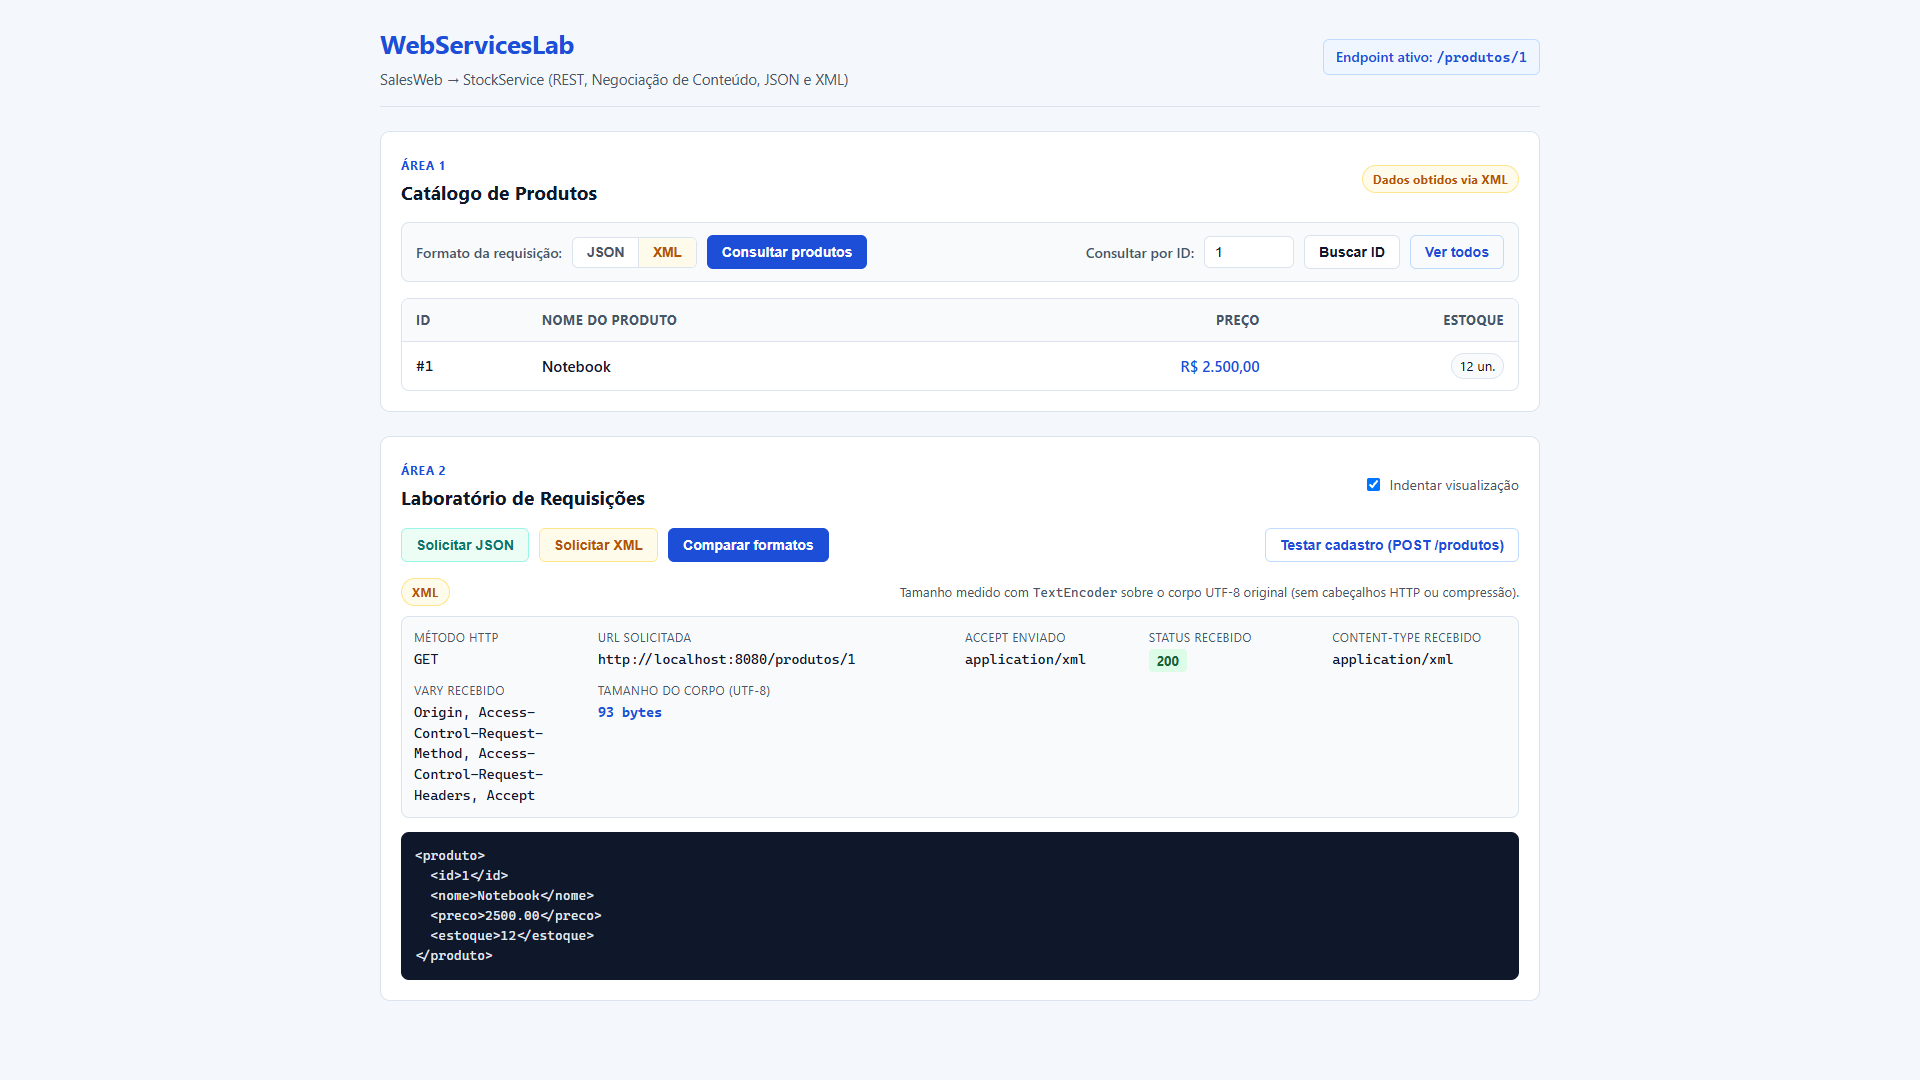 WebServicesLab
SalesWeb → StockService (REST, Negociação de Conteúdo, JSON e XML)
Endpoint ativo: /produtos/1
ÁREA 1
Catálogo de Produtos
Dados obtidos via XML
Formato da requisição: JSON XML Consultar produtos Consultar por ID: 1 Buscar ID Ver todos
ID NOME DO PRODUTO PREÇO ESTOQUE
#1 Notebook R$ 2.500,00 12 un.
ÁREA 2
Laboratório de Requisições
Indentar visualização
Solicitar JSON Solicitar XML Comparar formatos Testar cadastro (POST /produtos)
XML Tamanho medido com TextEncoder sobre o corpo UTF-8 original (sem cabeçalhos HTTP ou compressão).
MÉTODO HTTP URL SOLICITADA ACCEPT ENVIADO STATUS RECEBIDO CONTENT-TYPE RECEBIDO
GET http://localhost:8080/produtos/1 application/xml 200 application/xml
VARY RECEBIDO TAMANHO DO CORPO (UTF-8)
Origin, Access- 93 bytes
Control-Request-
Method, Access-
Control-Request-
Headers, Accept
<produto>
  <id>1</id>
  <nome>Notebook</nome>
  <preco>2500.00</preco>
  <estoque>12</estoque>
</produto>